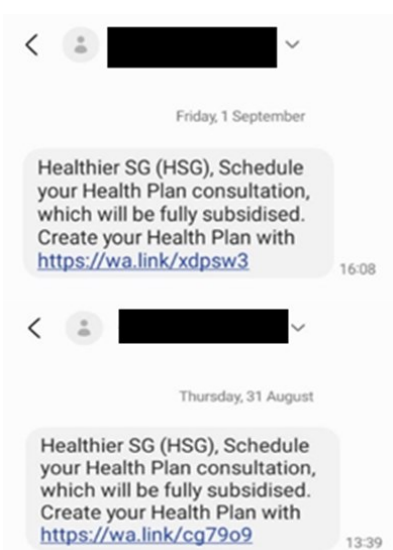 Friday, 1 September
Healthier SG (HSG), Schedule
your Health Plan consultation,
which will be fully subsidised.
Create your Health Plan with
https://wa.link/xdpsw3
16:08
Thursday, 31 August
Healthier SG (HSG), Schedule
your Health Plan consultation,
which will be fully subsidised.
Create your Health Plan with
https://wa.link/cg79o9
13:39